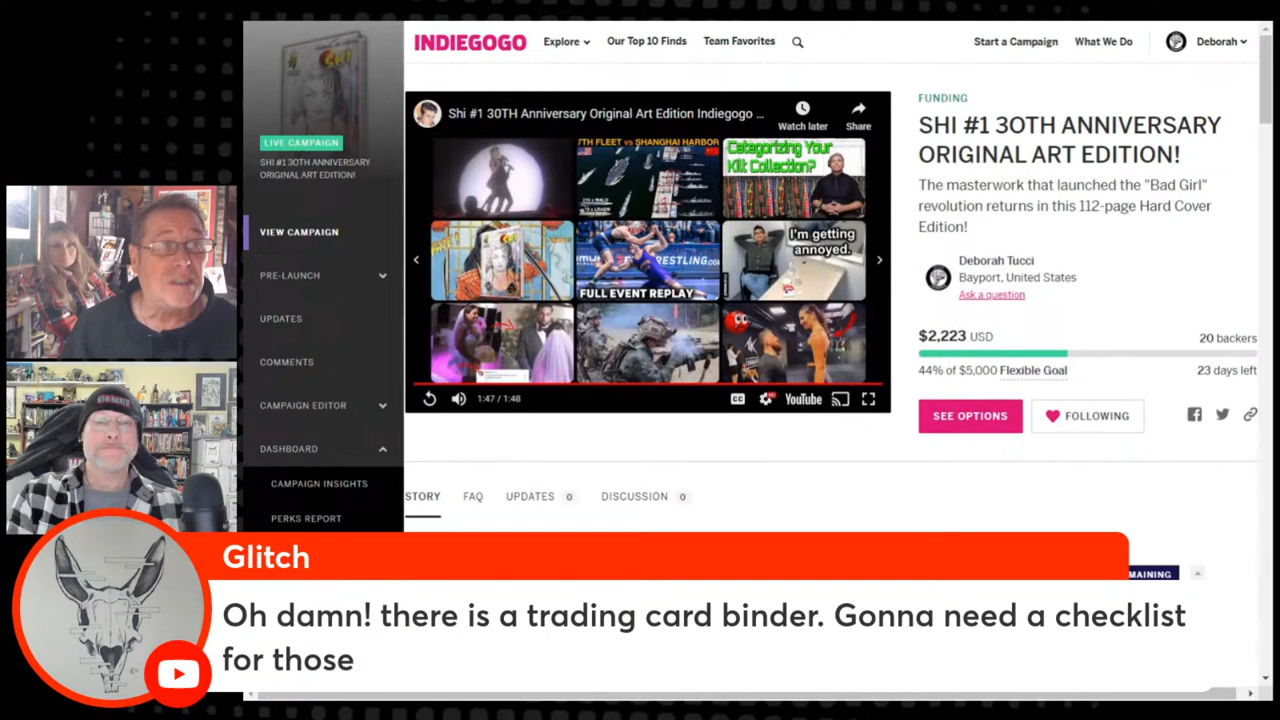 INDIEGOGO
Explore
Our Top 10 Finds
Team Favorites
Start a Campaign
What We Do
Deborah
SHI
LIVE CAMPAIGN
SHI #1 30TH ANNIVERSARY
ORIGINAL ART EDITION!
VIEW CAMPAIGN
PRE-LAUNCH
UPDATES
COMMENTS
CAMPAIGN EDITOR
DASHBOARD
CAMPAIGN INSIGHTS
PERKS REPORT
Shi #1 30TH Anniversary Original Art Edition Indiegogo ...
Watch later
Share
7TH FLEET vs SHANGHAI HARBOR
Categorizing Your
Kilt Collection?
I'm getting
annoyed.
FULL EVENT REPLAY
1:47 / 1:48
CC
HD
YouTube
FUNDING
SHI #1 30TH ANNIVERSARY
ORIGINAL ART EDITION!
The masterwork that launched the "Bad Girl"
revolution returns in this 112-page Hard Cover
Edition!
Deborah Tucci
Bayport, United States
Ask a question
$2,223 USD
20 backers
44% of $5,000 Flexible Goal
23 days left
SEE OPTIONS
FOLLOWING
STORY
FAQ
UPDATES 0
DISCUSSION 0
MAINING
Glitch
Oh damn! there is a trading card binder. Gonna need a checklist
for those